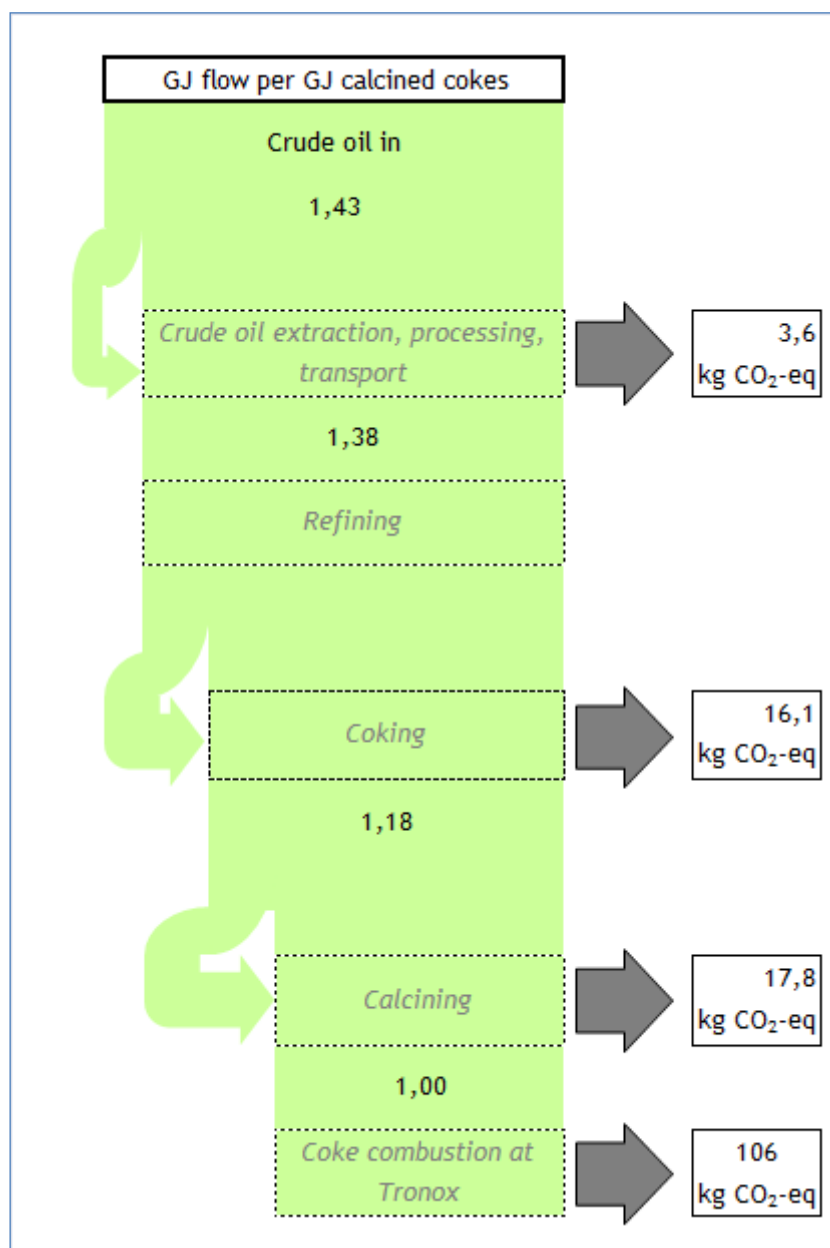 GJ flow per GJ calcined cokes
Crude oil in
1,43
Crude oil extraction, processing,
transport
3,6
kg CO₂-eq
1,38
Refining
Coking
16,1
kg CO₂-eq
1,18
Calcining
17,8
kg CO₂-eq
1,00
Coke combustion at
Tronox
106
kg CO₂-eq